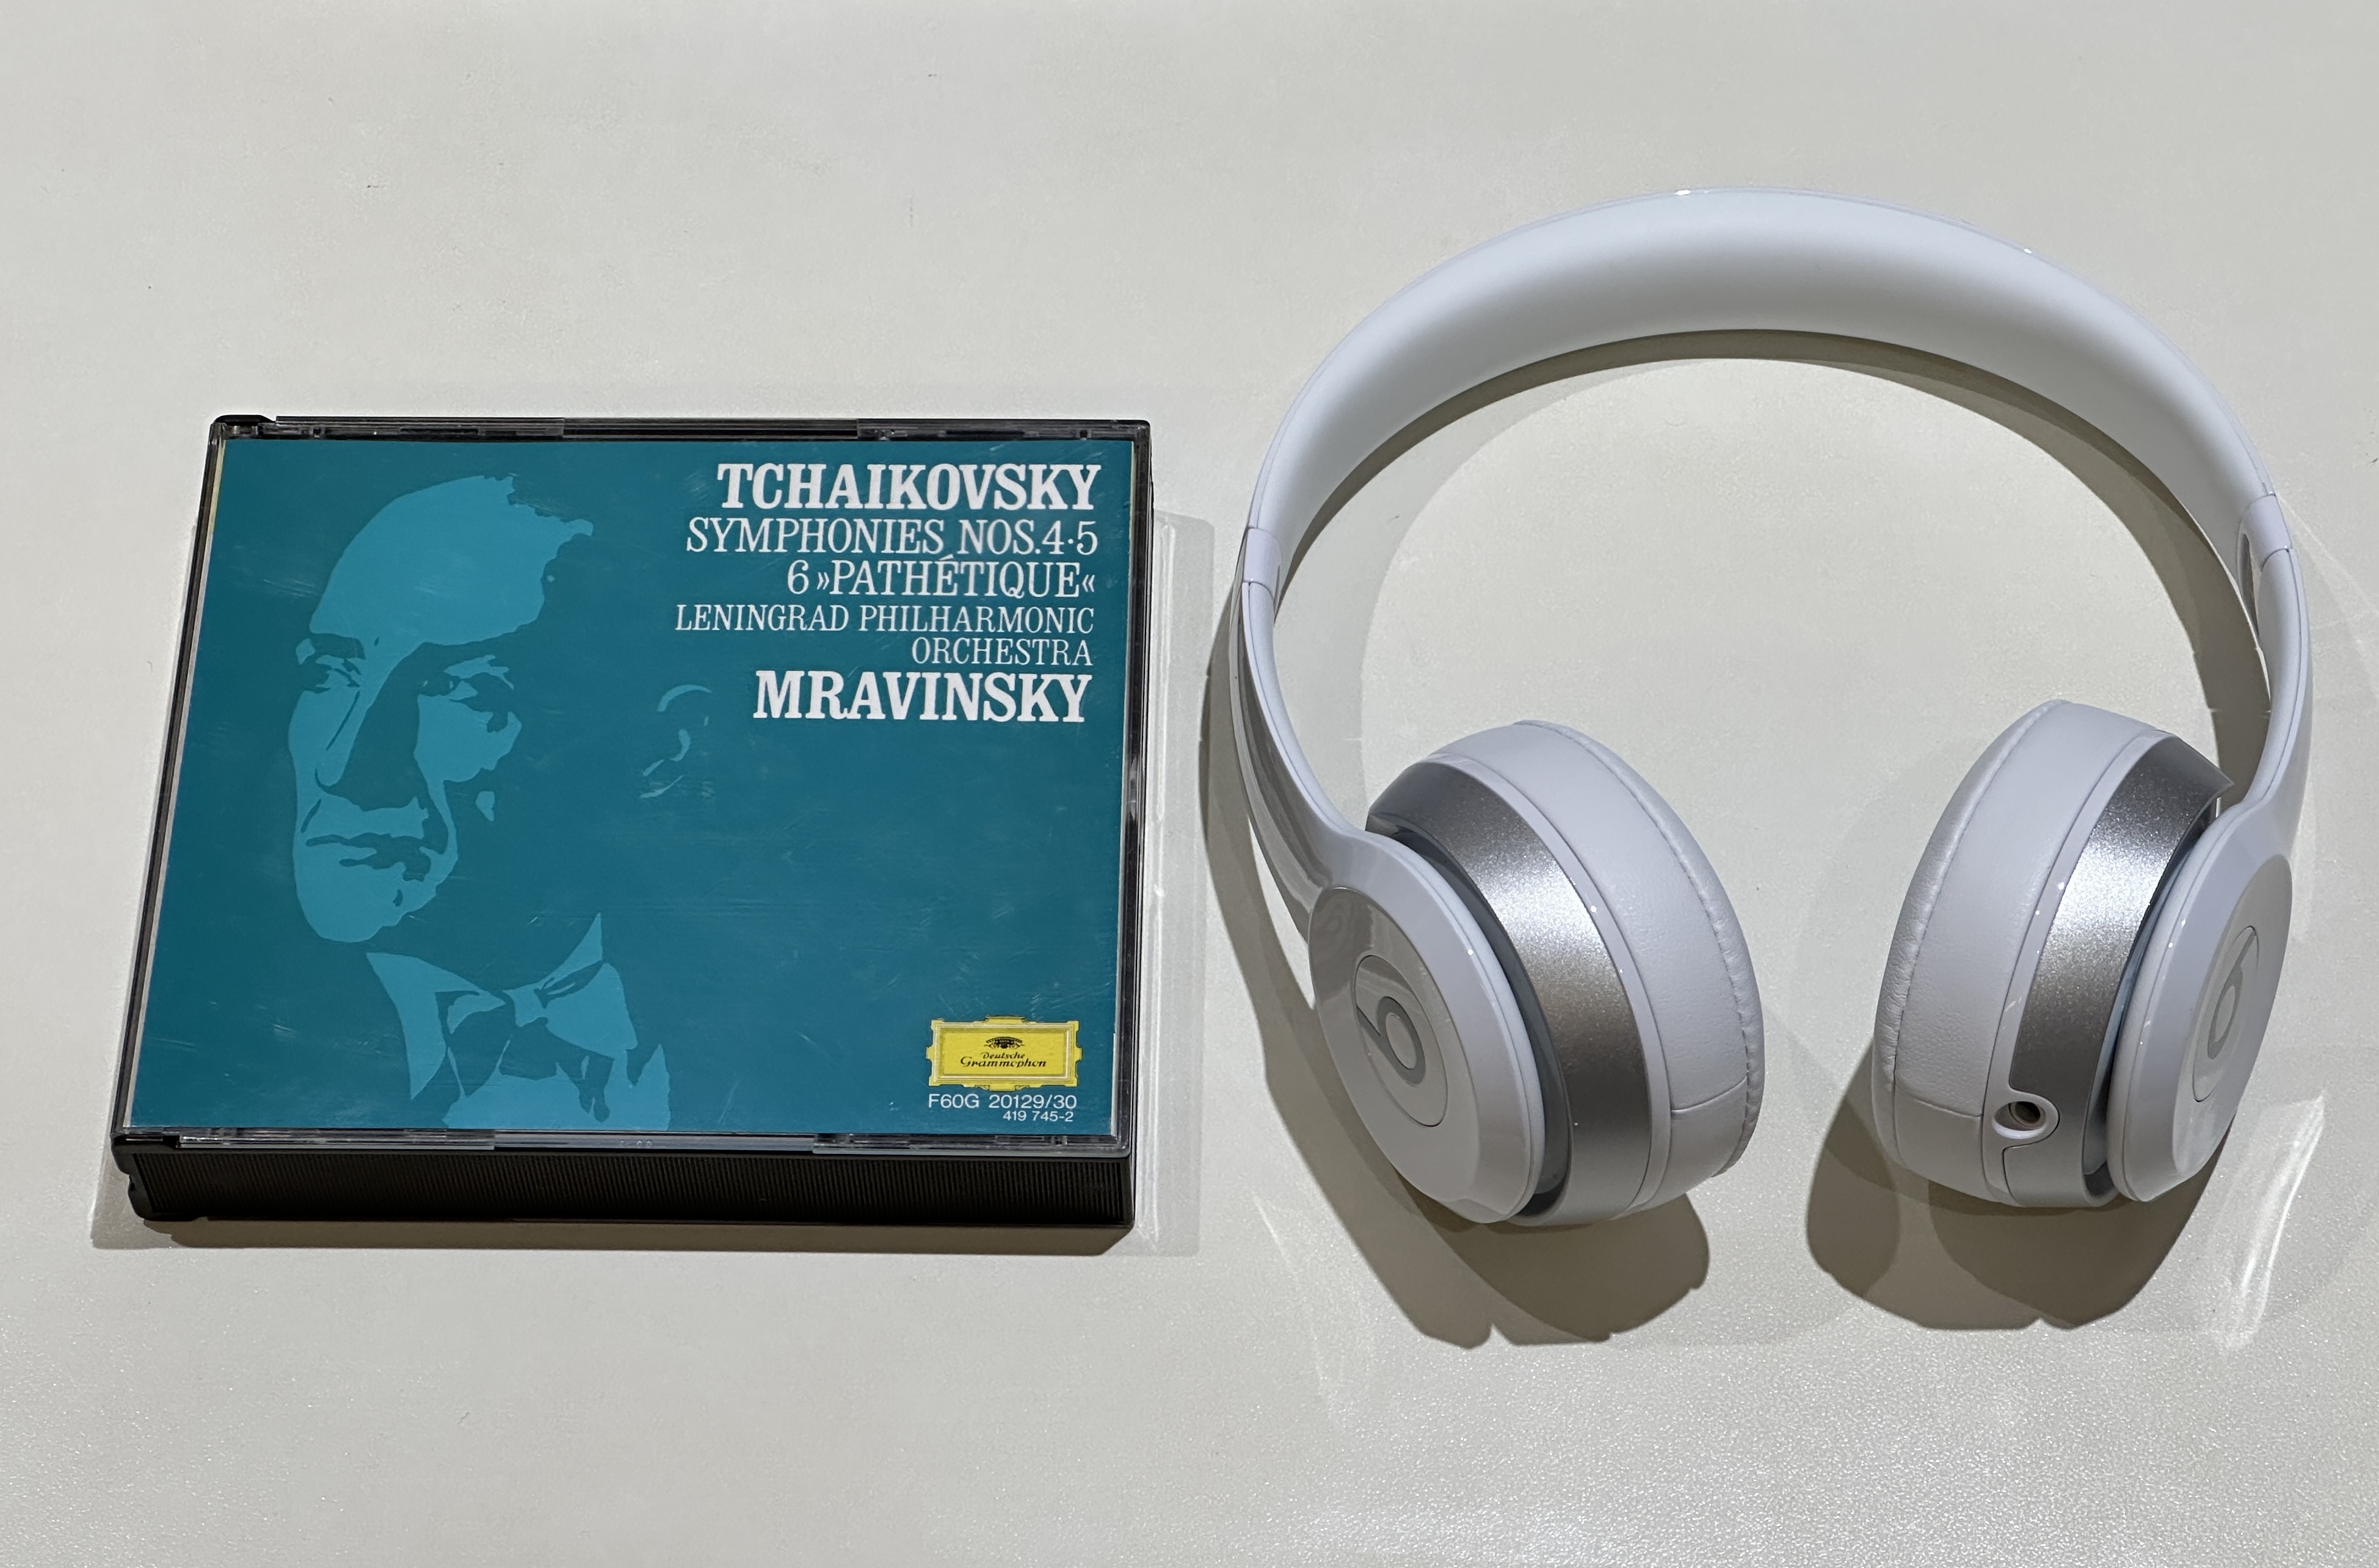 TCHAIKOVSKY
SYMPHONIES NOS.4·5
6 »PATHÉTIQUE«
LENINGRAD PHILHARMONIC
ORCHESTRA
MRAVINSKY
Deutsche
Grammophon
F60G 20129/30
419 745-2
b
b